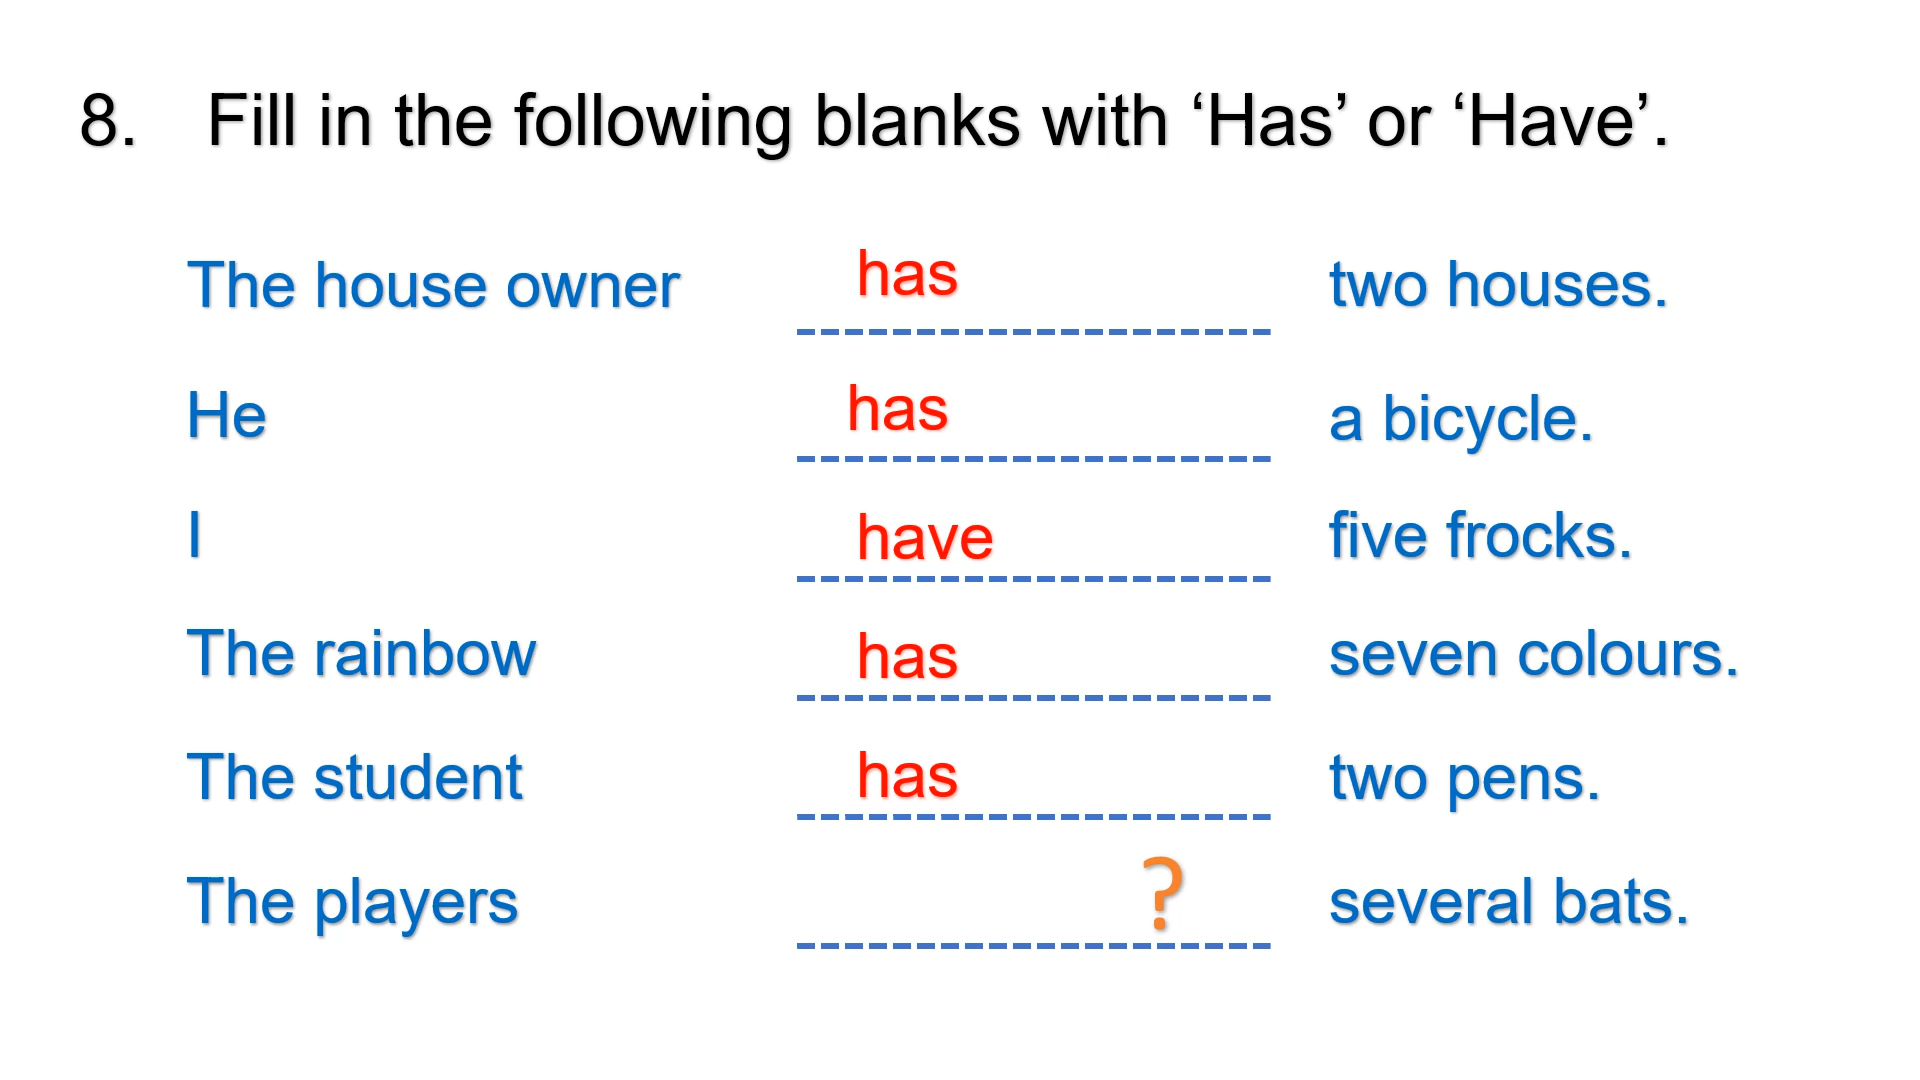 8. Fill in the following blanks with ‘Has’ or ‘Have’.
The house owner has two houses.
He has a bicycle.
I have five frocks.
The rainbow has seven colours.
The student has two pens.
The players ? several bats.